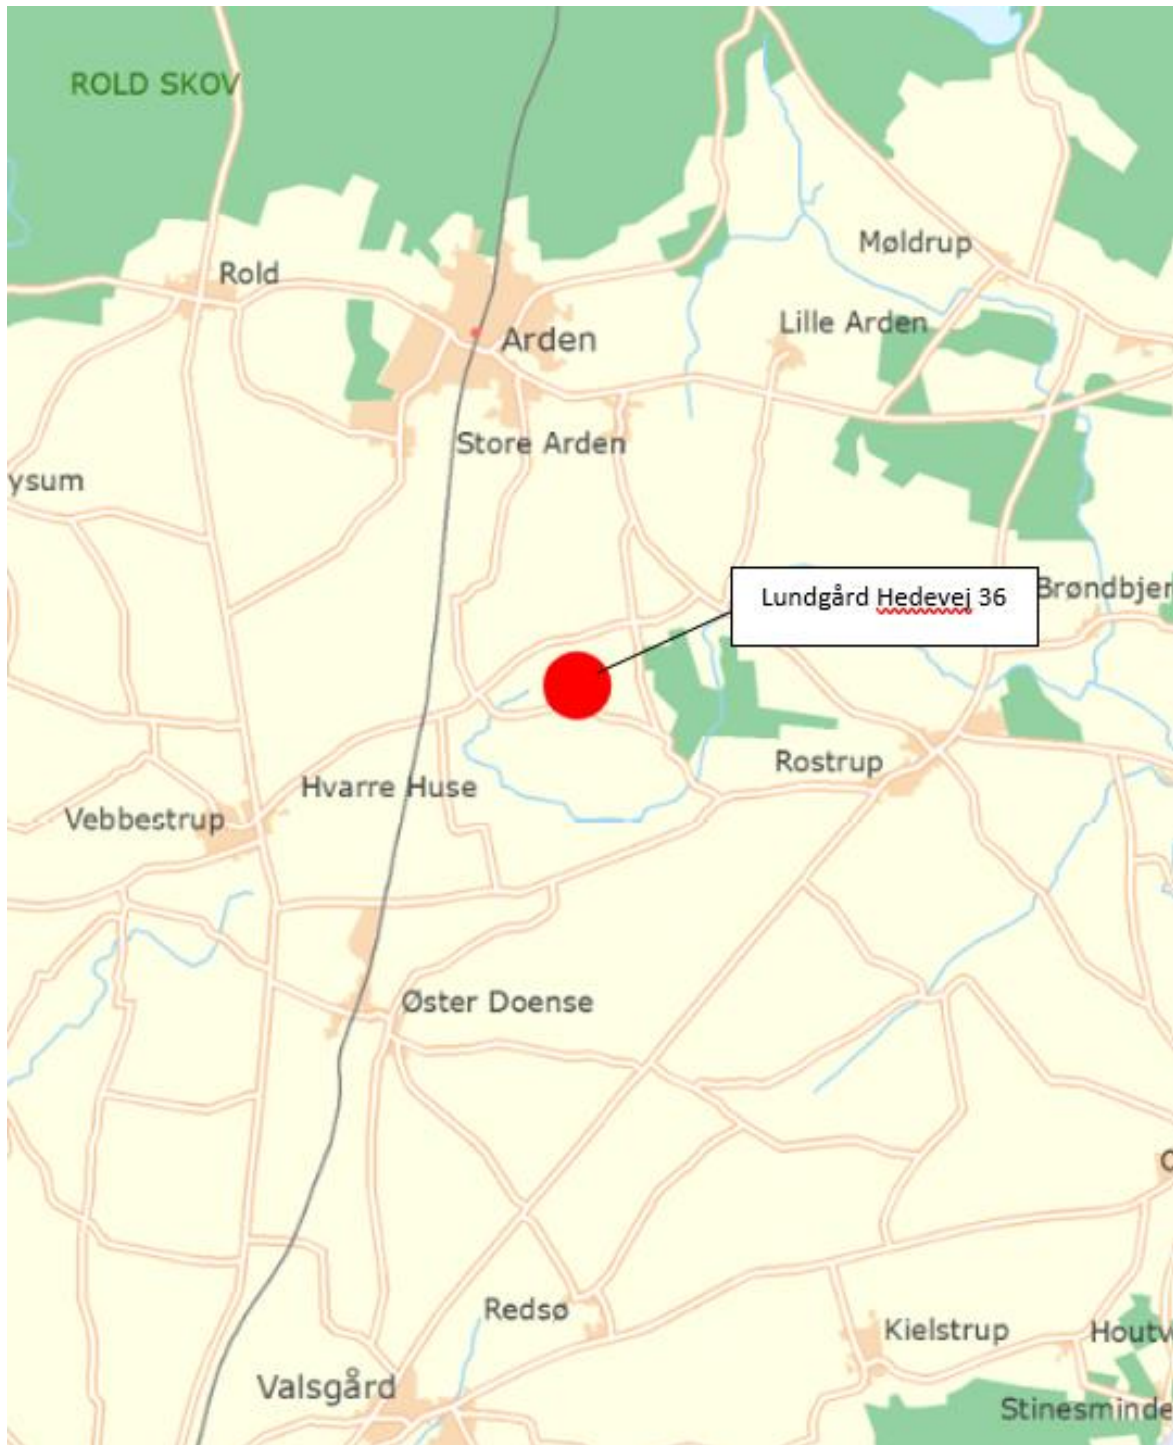 ROLD SKOV
Møldrup
Rold
Lille Arden
Arden
Store Arden
ysum
Brøndbjer
Lundgård Hedevej 36
Rostrup
Hvarre Huse
Vebbestrup
Øster Doense
Redsø
Kielstrup
Houtv
Valsgård
Stinesminde